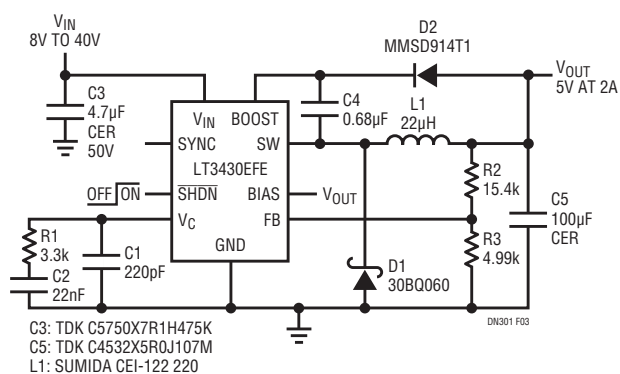 VIN
8V TO 40V
D2
MMSD914T1
VOUT
5V AT 2A
C3
4.7µF
CER
50V
C4
0.68µF
L1
22µH
VIN BOOST
SYNC SW
LT3430EFE
OFF ON
SHDN BIAS
VOUT
VC FB
GND
R2
15.4k
C5
100µF
CER
R1
3.3k
C1
220pF
C2
22nF
D1
30BQ060
R3
4.99k
DN301 F03
C3: TDK C5750X7R1H475K
C5: TDK C4532X5R0J107M
L1: SUMIDA CEI-122 220